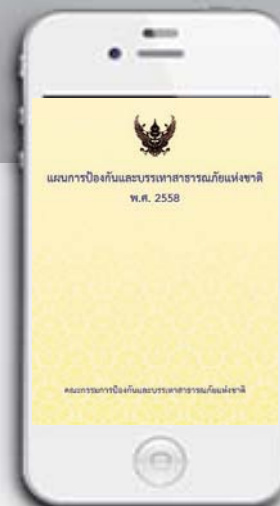 แผนการป้องกันและบรรเทาสาธารณภัยแห่งชาติ
พ.ศ. 2558
คณะกรรมการป้องกันและบรรเทาสาธารณภัยแห่งชาติ